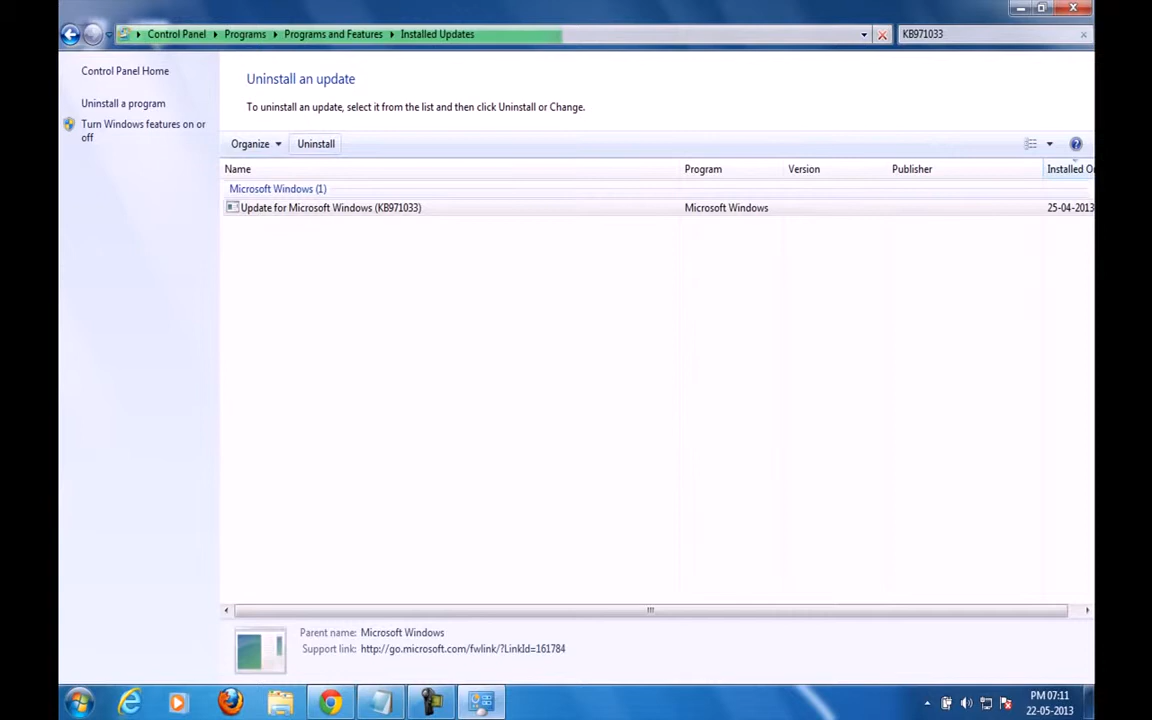 Control Panel Programs Programs and Features Installed Updates
KB971033
Control Panel Home
Uninstall a program
Turn Windows features on or
off
Uninstall an update
To uninstall an update, select it from the list and then click Uninstall or Change.
Organize Uninstall
Name Program Version Publisher Installed O
Microsoft Windows (1)
Update for Microsoft Windows (KB971033) Microsoft Windows 25-04-2013
Parent name: Microsoft Windows
Support link: http://go.microsoft.com/fwlink/?LinkId=161784
PM 07:11
22-05-2013